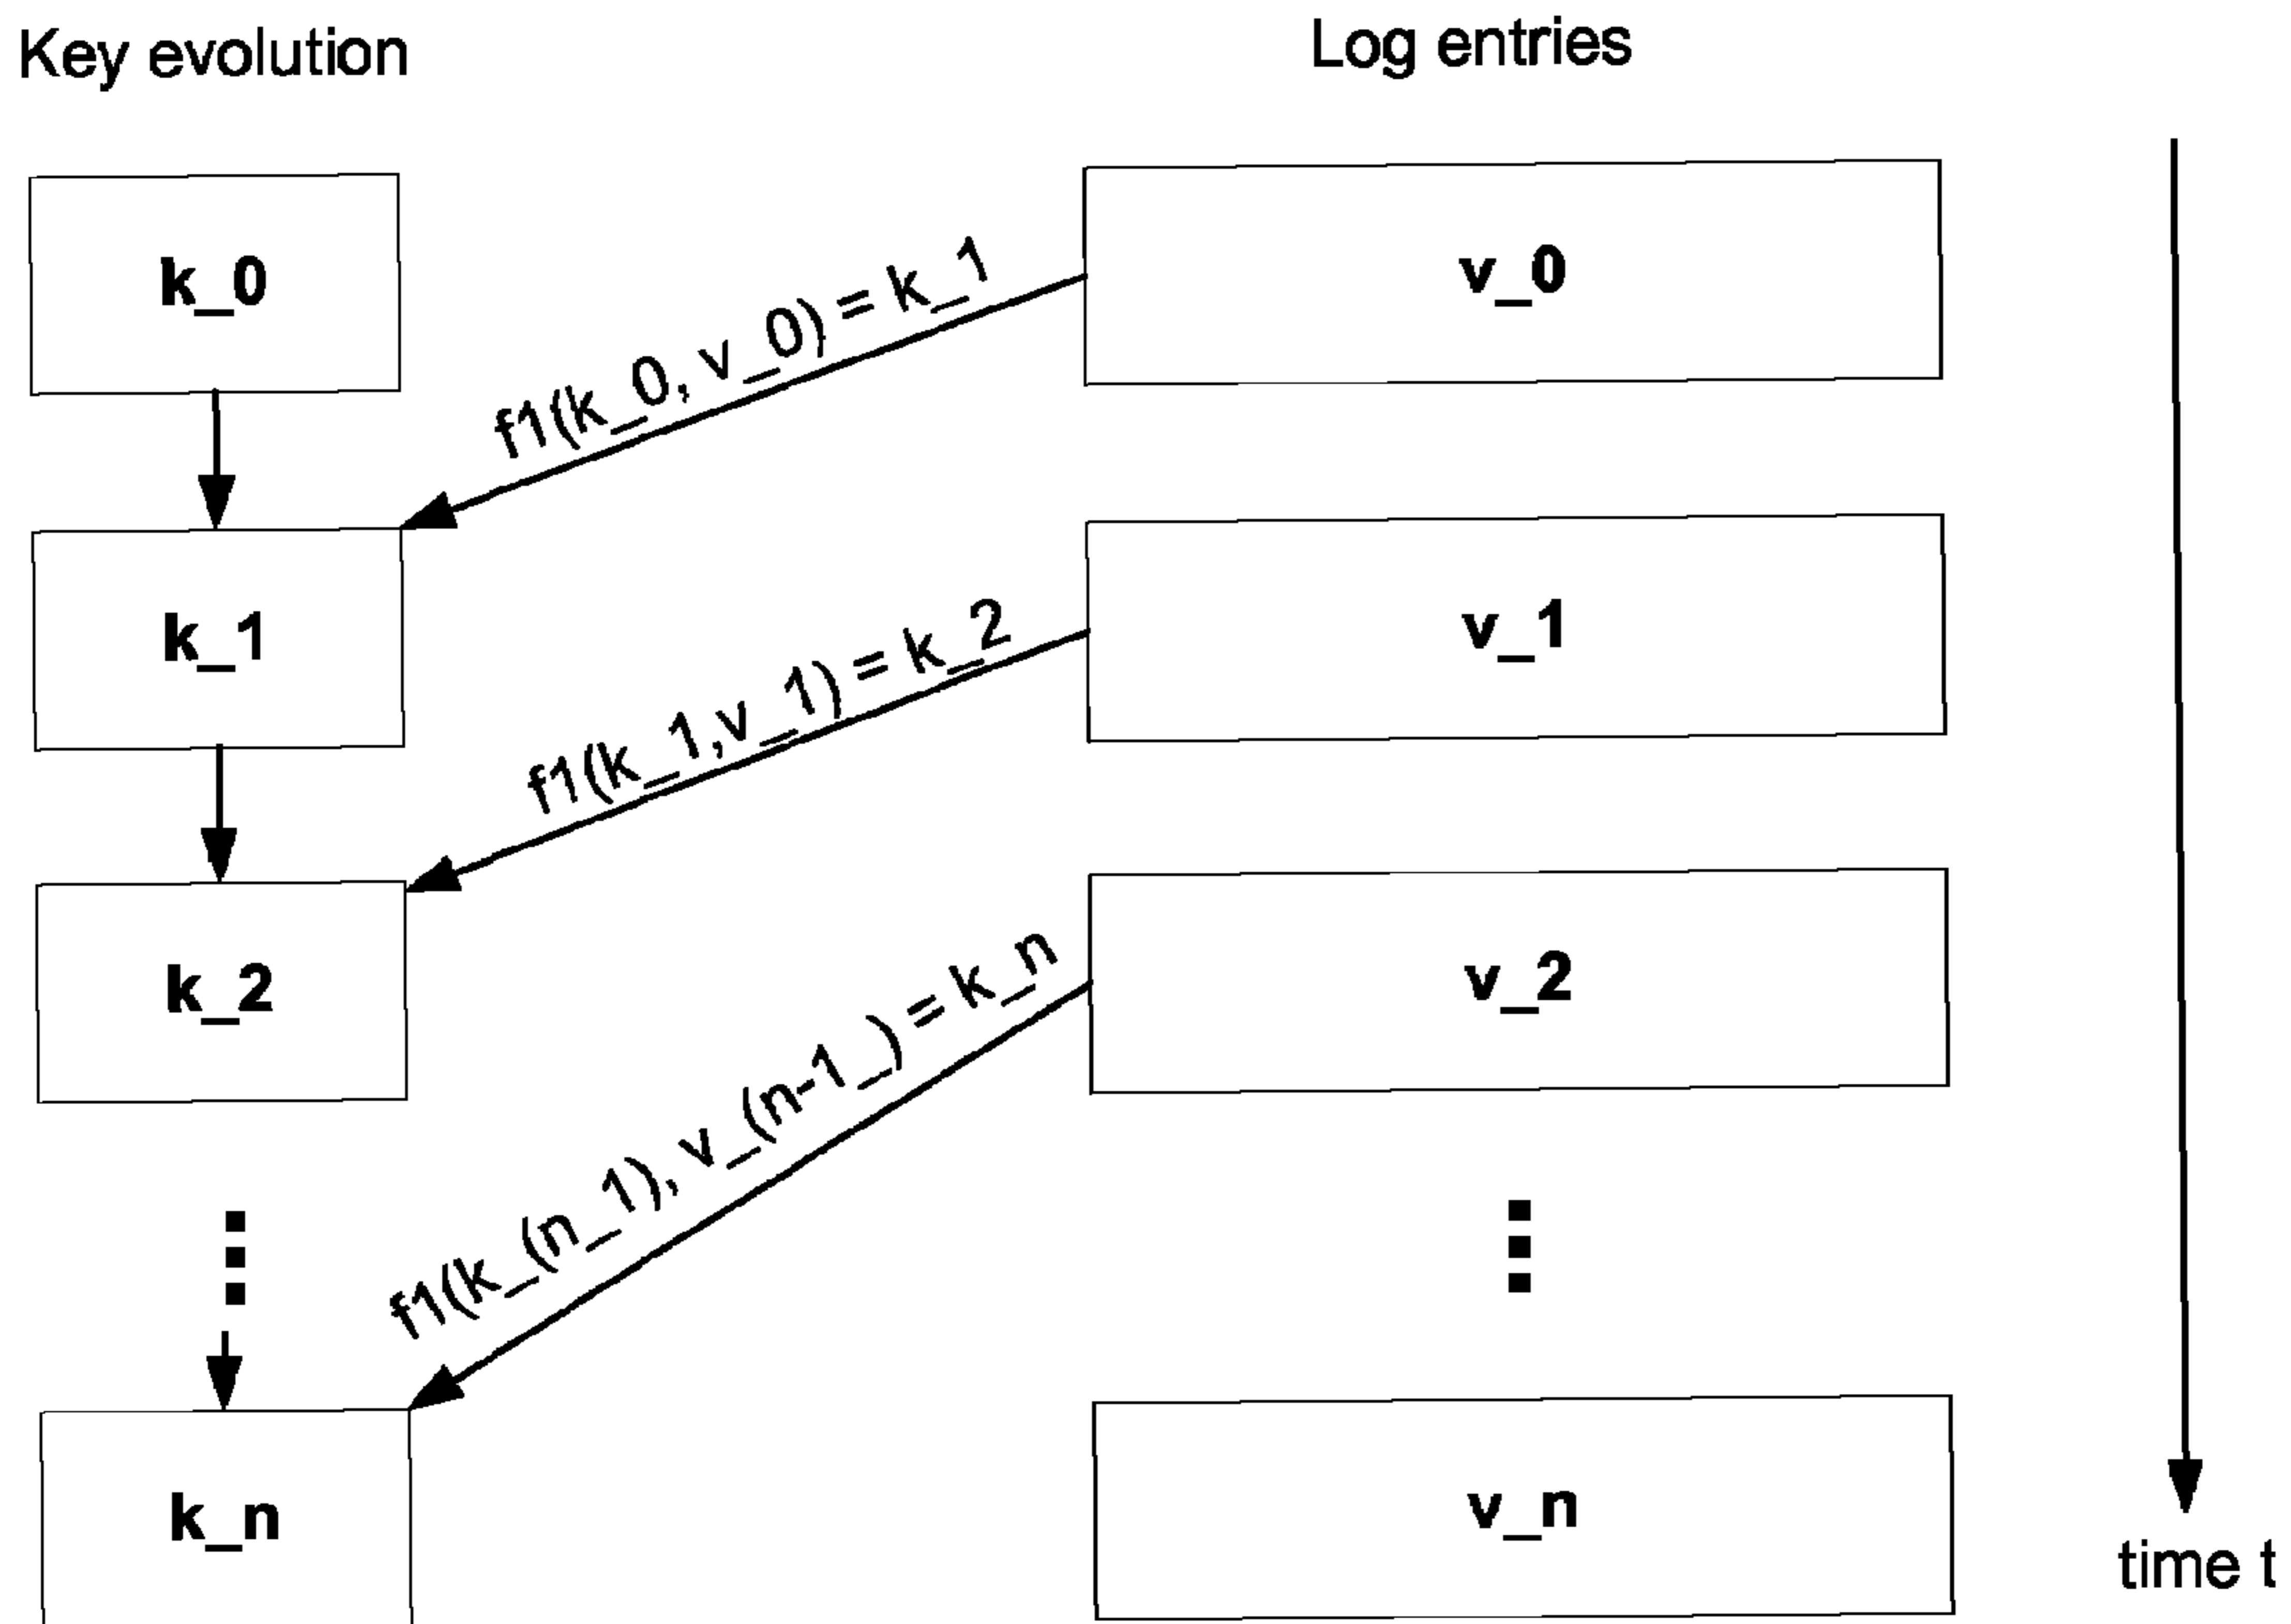 Key evolution
Log entries
k_0
v_0
f1(k_0, v_0) = k_1
k_1
v_1
f1(k_1,v_1) = k_2
k_2
v_2
f1(k_(n_1), v_(n-1_) = k_n
k_n
v_n
time t